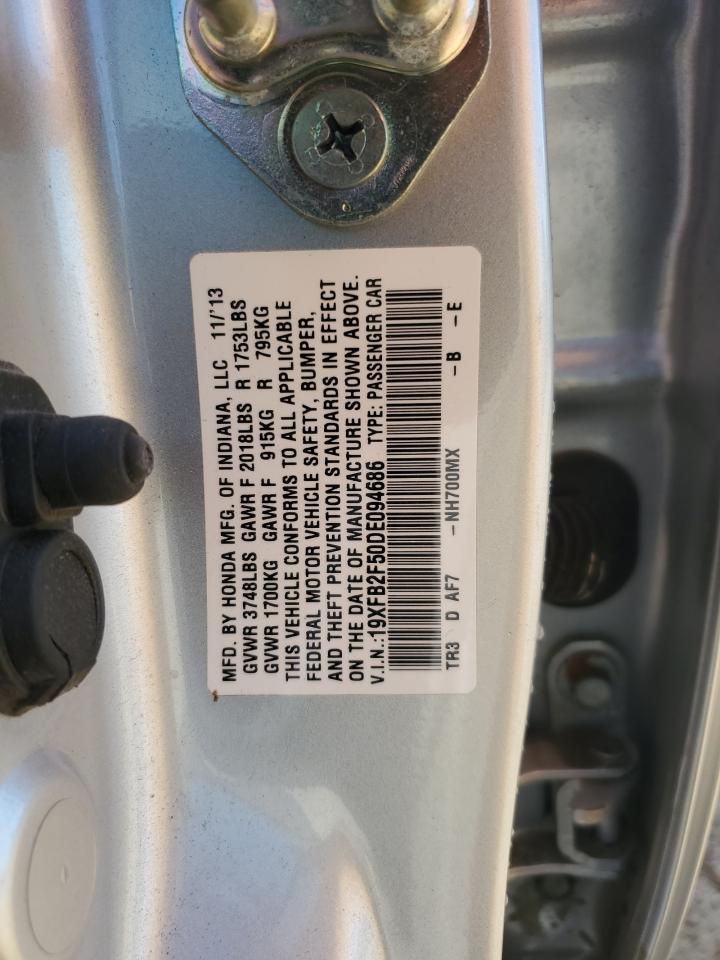 MFD. BY HONDA MFG. OF INDIANA, LLC 11/'13
GVWR 3748LBS GAWR F 2018LBS R 1753LBS
GVWR 1700KG GAWR F 915KG R 795KG
THIS VEHICLE CONFORMS TO ALL APPLICABLE
FEDERAL MOTOR VEHICLE SAFETY, BUMPER,
AND THEFT PREVENTION STANDARDS IN EFFECT
ON THE DATE OF MANUFACTURE SHOWN ABOVE.
V.I.N.:19XFB2F50DE094686 TYPE: PASSENGER CAR
TR3 D AF7 -NH700MX -B -E